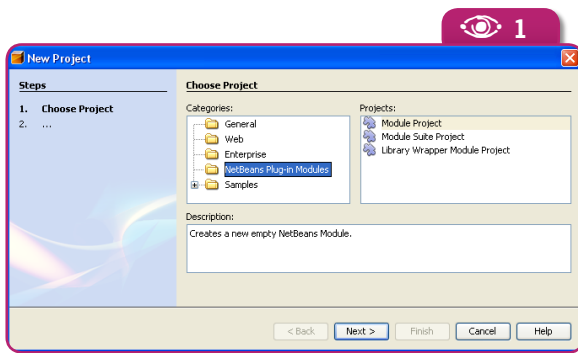 1
New Project
Steps
1. Choose Project
2. ...
Choose Project
Categories:
General
Web
Enterprise
NetBeans Plug-in Modules
Samples
Projects:
Module Project
Module Suite Project
Library Wrapper Module Project
Description:
Creates a new empty NetBeans Module.
< Back
Next >
Finish
Cancel
Help